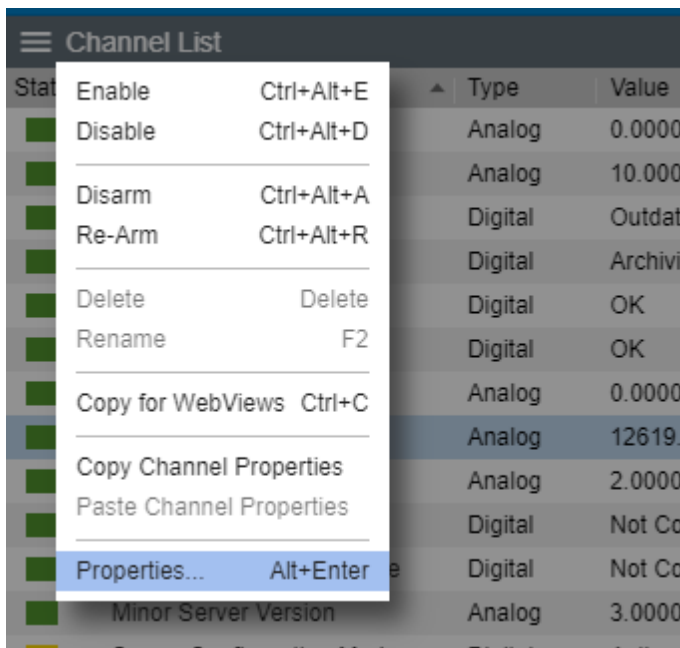 Channel List
Stat Type Value
Enable Ctrl+Alt+E
Analog 0.0000
Disable Ctrl+Alt+D
Analog 10.000
Disarm Ctrl+Alt+A
Digital Outdat
Re-Arm Ctrl+Alt+R
Digital Archivi
Delete Delete
Digital OK
Rename F2
Digital OK
Copy for WebViews Ctrl+C
Analog 0.0000
Analog 12619.
Copy Channel Properties
Analog 2.0000
Paste Channel Properties
Digital Not Co
Properties... Alt+Enter
e Digital Not Co
Minor Server Version Analog 3.0000